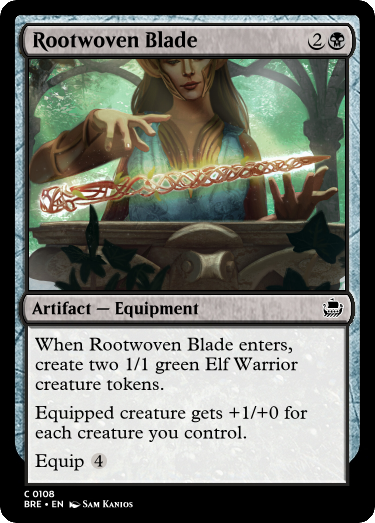 Rootwoven Blade 2
Artifact — Equipment
When Rootwoven Blade enters,
create two 1/1 green Elf Warrior
creature tokens.
Equipped creature gets +1/+0 for
each creature you control.
Equip 4
C 0108
BRE • EN Sam Kanios